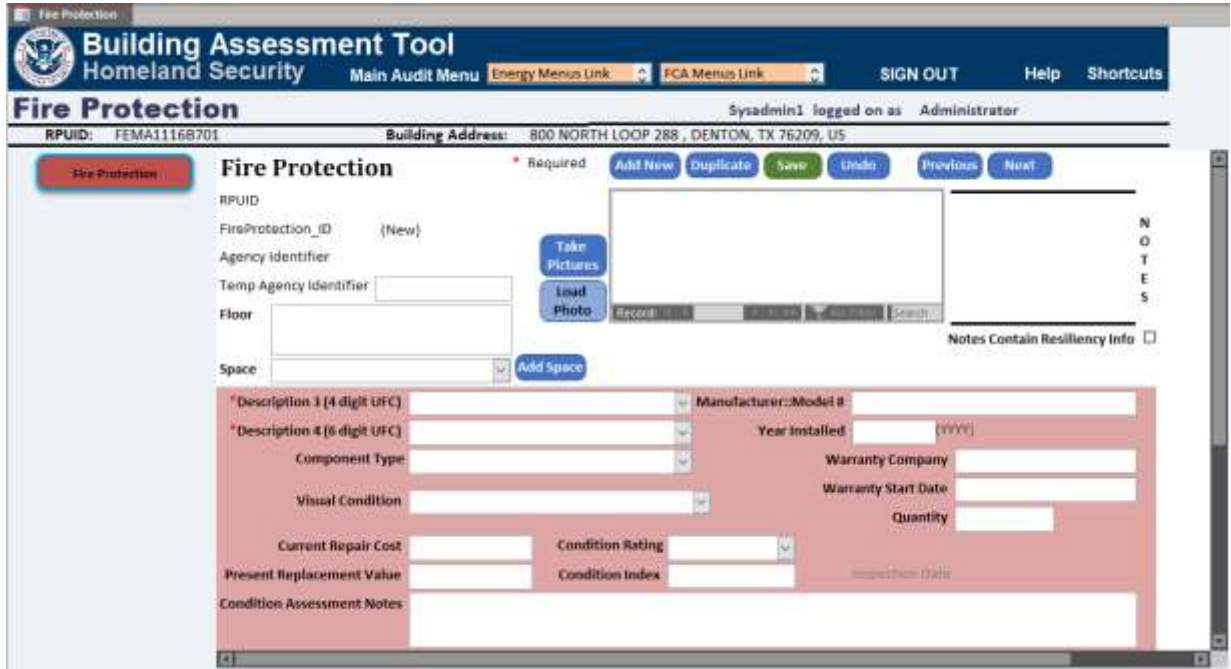 Fire Protection
Building Assessment Tool
Homeland Security Main Audit Menu Energy Menus Link FCA Menus Link SIGN OUT Help Shortcuts
Fire Protection Sysadmin1 logged on as Administrator
RPUID: FEMA1116B701 Building Address: 800 NORTH LOOP 288 , DENTON, TX 76209, US
Fire Protection
Fire Protection * Required Add New Duplicate Save Undo Previous Next
RPUID
FireProtection_ID (New)
Agency Identifier
Temp Agency Identifier
Take Pictures
Load Photo
Floor
Record: No Filter Search
NOTES
Notes Contain Resiliency Info
Space Add Space
*Description 3 (4 digit UFC) Manufacturer::Model #
*Description 4 (6 digit UFC) Year Installed (YYYY)
Component Type Warranty Company
Warranty Start Date
Visual Condition
Quantity
Current Repair Cost Condition Rating
Present Replacement Value Condition Index Inspection Date
Condition Assessment Notes